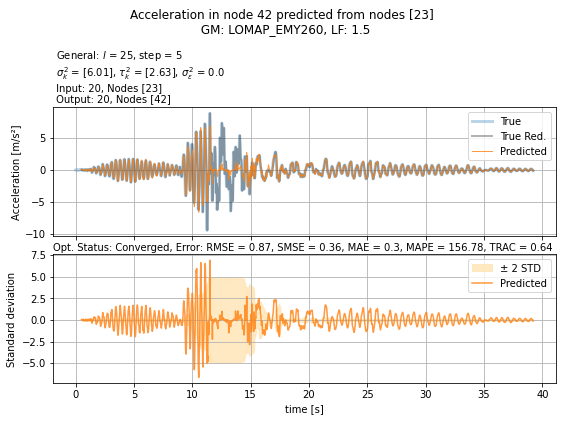 Acceleration in node 42 predicted from nodes [23]
GM: LOMAP_EMY260, LF: 1.5
General: l = 25, step = 5
σ²ₖ = [6.01], τ²ₖ = [2.63], σ²ε = 0.0
Input: 20, Nodes [23]
Output: 20, Nodes [42]
True
True Red.
Predicted
Acceleration [m/s²]
5
0
−5
−10
Opt. Status: Converged, Error: RMSE = 0.87, SMSE = 0.36, MAE = 0.3, MAPE = 156.78, TRAC = 0.64
± 2 STD
Predicted
Standard deviation
7.5
5.0
2.5
0.0
−2.5
−5.0
0 5 10 15 20 25 30 35 40
time [s]